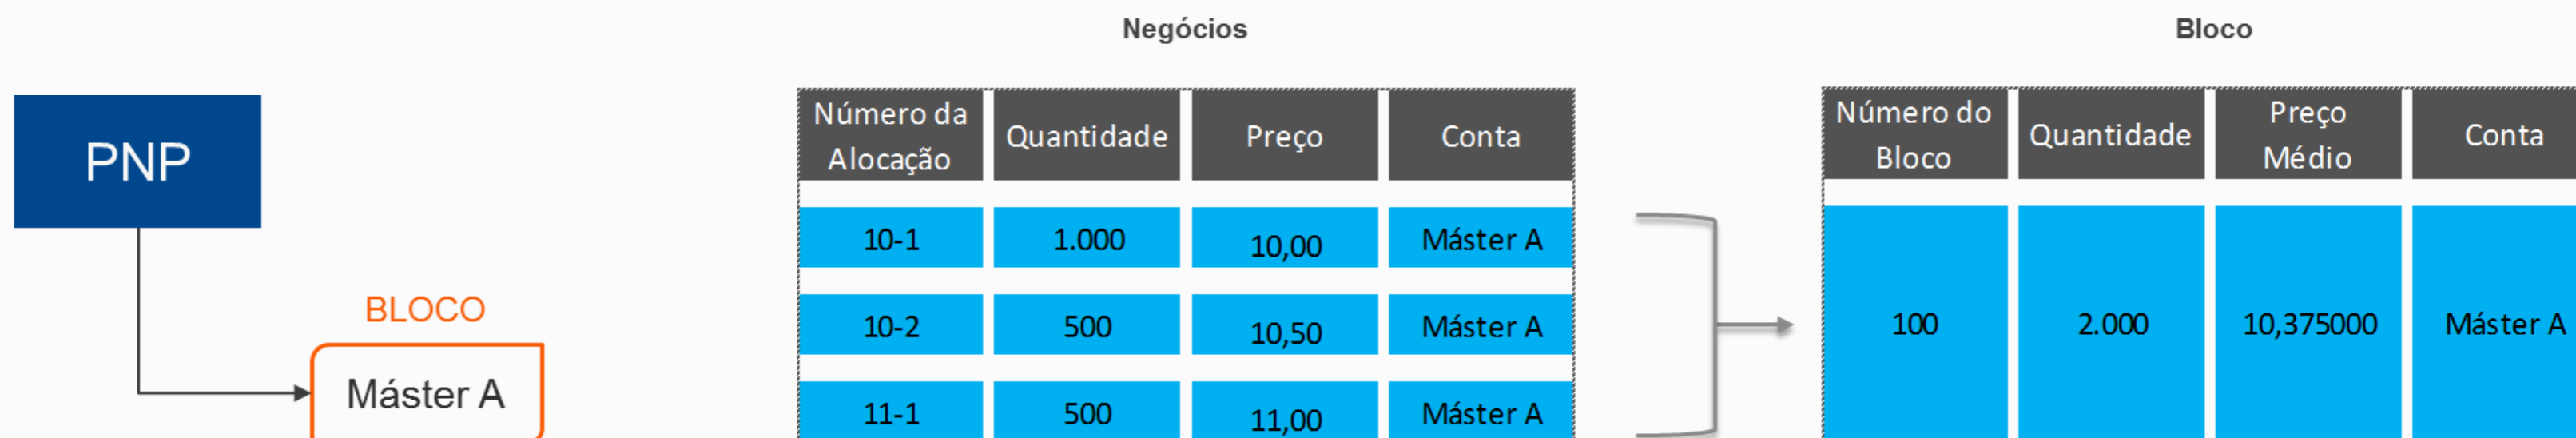 Negócios
Bloco
PNP
BLOCO
Máster A
Número da Alocação Quantidade Preço Conta
10-1 1.000 10,00 Máster A
10-2 500 10,50 Máster A
11-1 500 11,00 Máster A
Número do Bloco Quantidade Preço Médio Conta
100 2.000 10,375000 Máster A